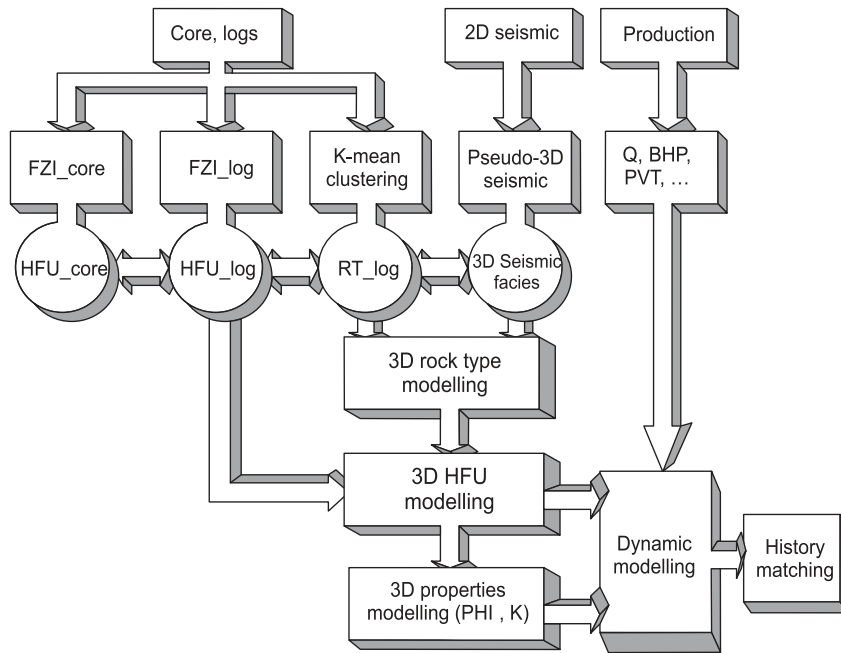 Core, logs
2D seismic
Production
FZI_core
FZI_log
K-mean
clustering
Pseudo-3D
seismic
Q, BHP,
PVT, ...
HFU_core
HFU_log
RT_log
3D Seismic
facies
3D rock type
modelling
3D HFU
modelling
Dynamic
modelling
History
matching
3D properties
modelling (PHI , K)